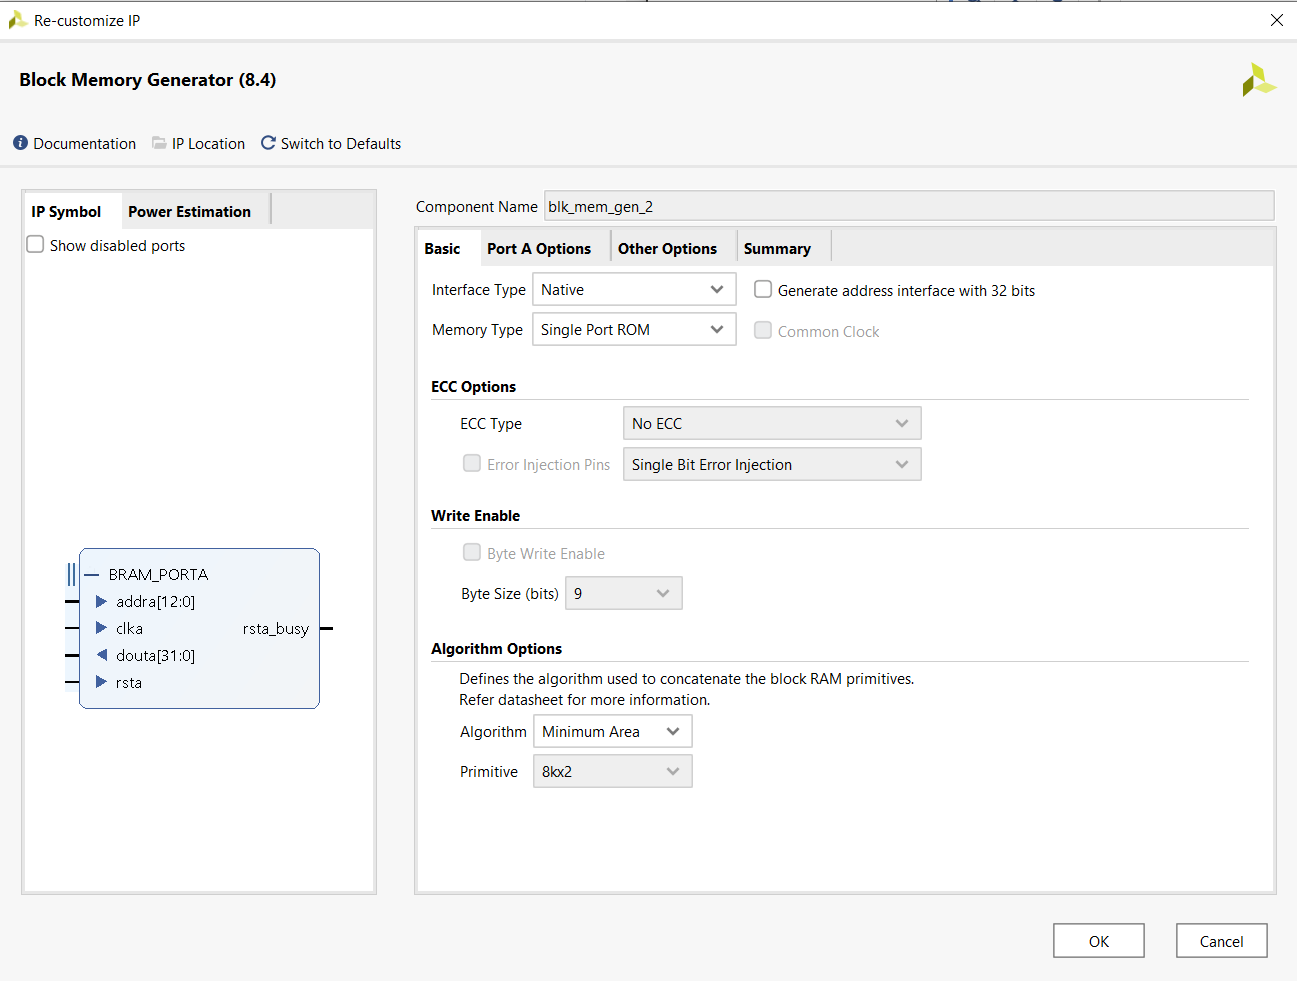 Re-customize IP
Block Memory Generator (8.4)
Documentation IP Location Switch to Defaults
IP Symbol Power Estimation
Show disabled ports
BRAM_PORTA
addra[12:0]
clka rsta_busy
douta[31:0]
rsta
Component Name blk_mem_gen_2
Basic Port A Options Other Options Summary
Interface Type Native Generate address interface with 32 bits
Memory Type Single Port ROM Common Clock
ECC Options
ECC Type No ECC
Error Injection Pins Single Bit Error Injection
Write Enable
Byte Write Enable
Byte Size (bits) 9
Algorithm Options
Defines the algorithm used to concatenate the block RAM primitives.
Refer datasheet for more information.
Algorithm Minimum Area
Primitive 8kx2
OK Cancel